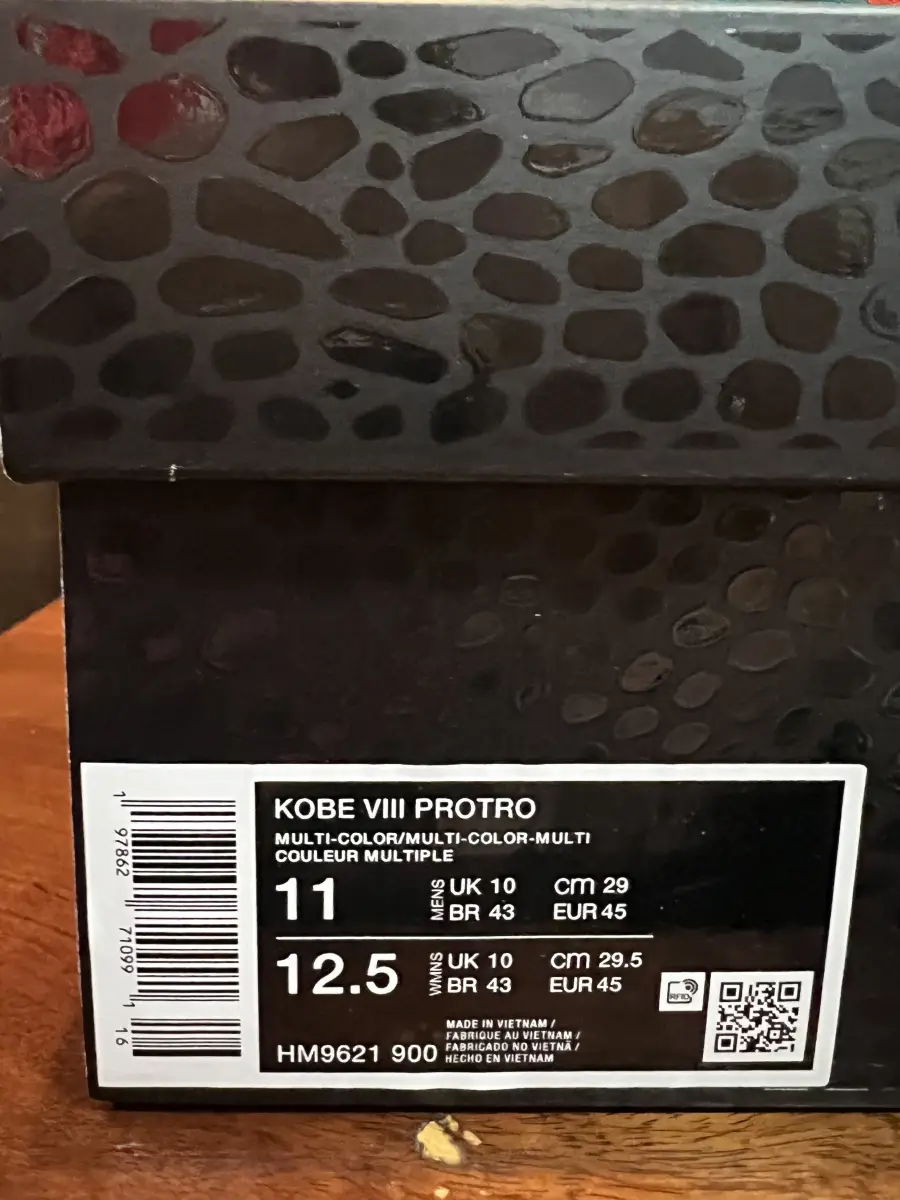 KOBE VIII PROTRO
MULTI-COLOR/MULTI-COLOR-MULTI
COULEUR MULTIPLE
11 MENS UK 10 CM 29
BR 43 EUR 45
12.5 WMNS UK 10 CM 29.5
BR 43 EUR 45
RFID
HM9621 900
MADE IN VIETNAM /
FABRIQUE AU VIETNAM /
FABRICADO NO VIETNÃ /
HECHO EN VIETNAM
1 97862 71099 1 16